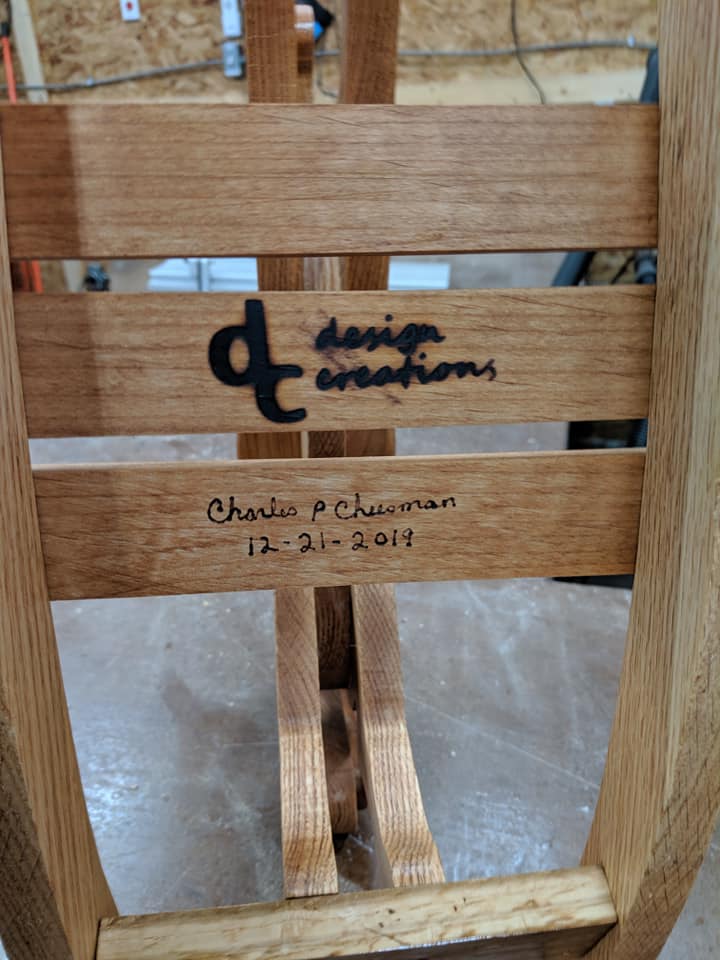 dc
design
creations
Charles P Cheesman
12-21-2019